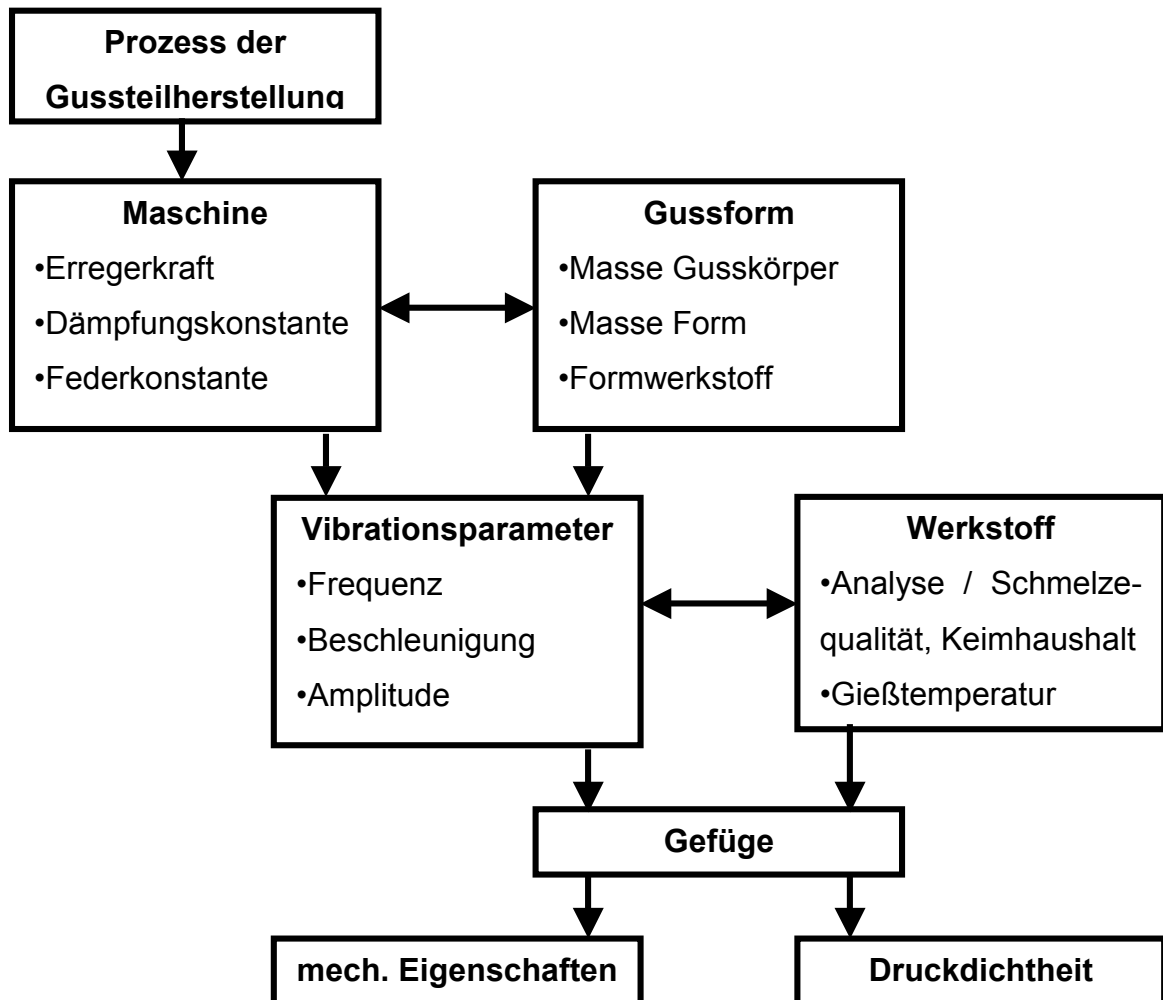 Prozess der
Gussteilherstellung
Maschine
•Erregerkraft
•Dämpfungskonstante
•Federkonstante
Gussform
•Masse Gusskörper
•Masse Form
•Formwerkstoff
Vibrationsparameter
•Frequenz
•Beschleunigung
•Amplitude
Werkstoff
•Analyse / Schmelze-
qualität, Keimhaushalt
•Gießtemperatur
Gefüge
mech. Eigenschaften
Druckdichtheit